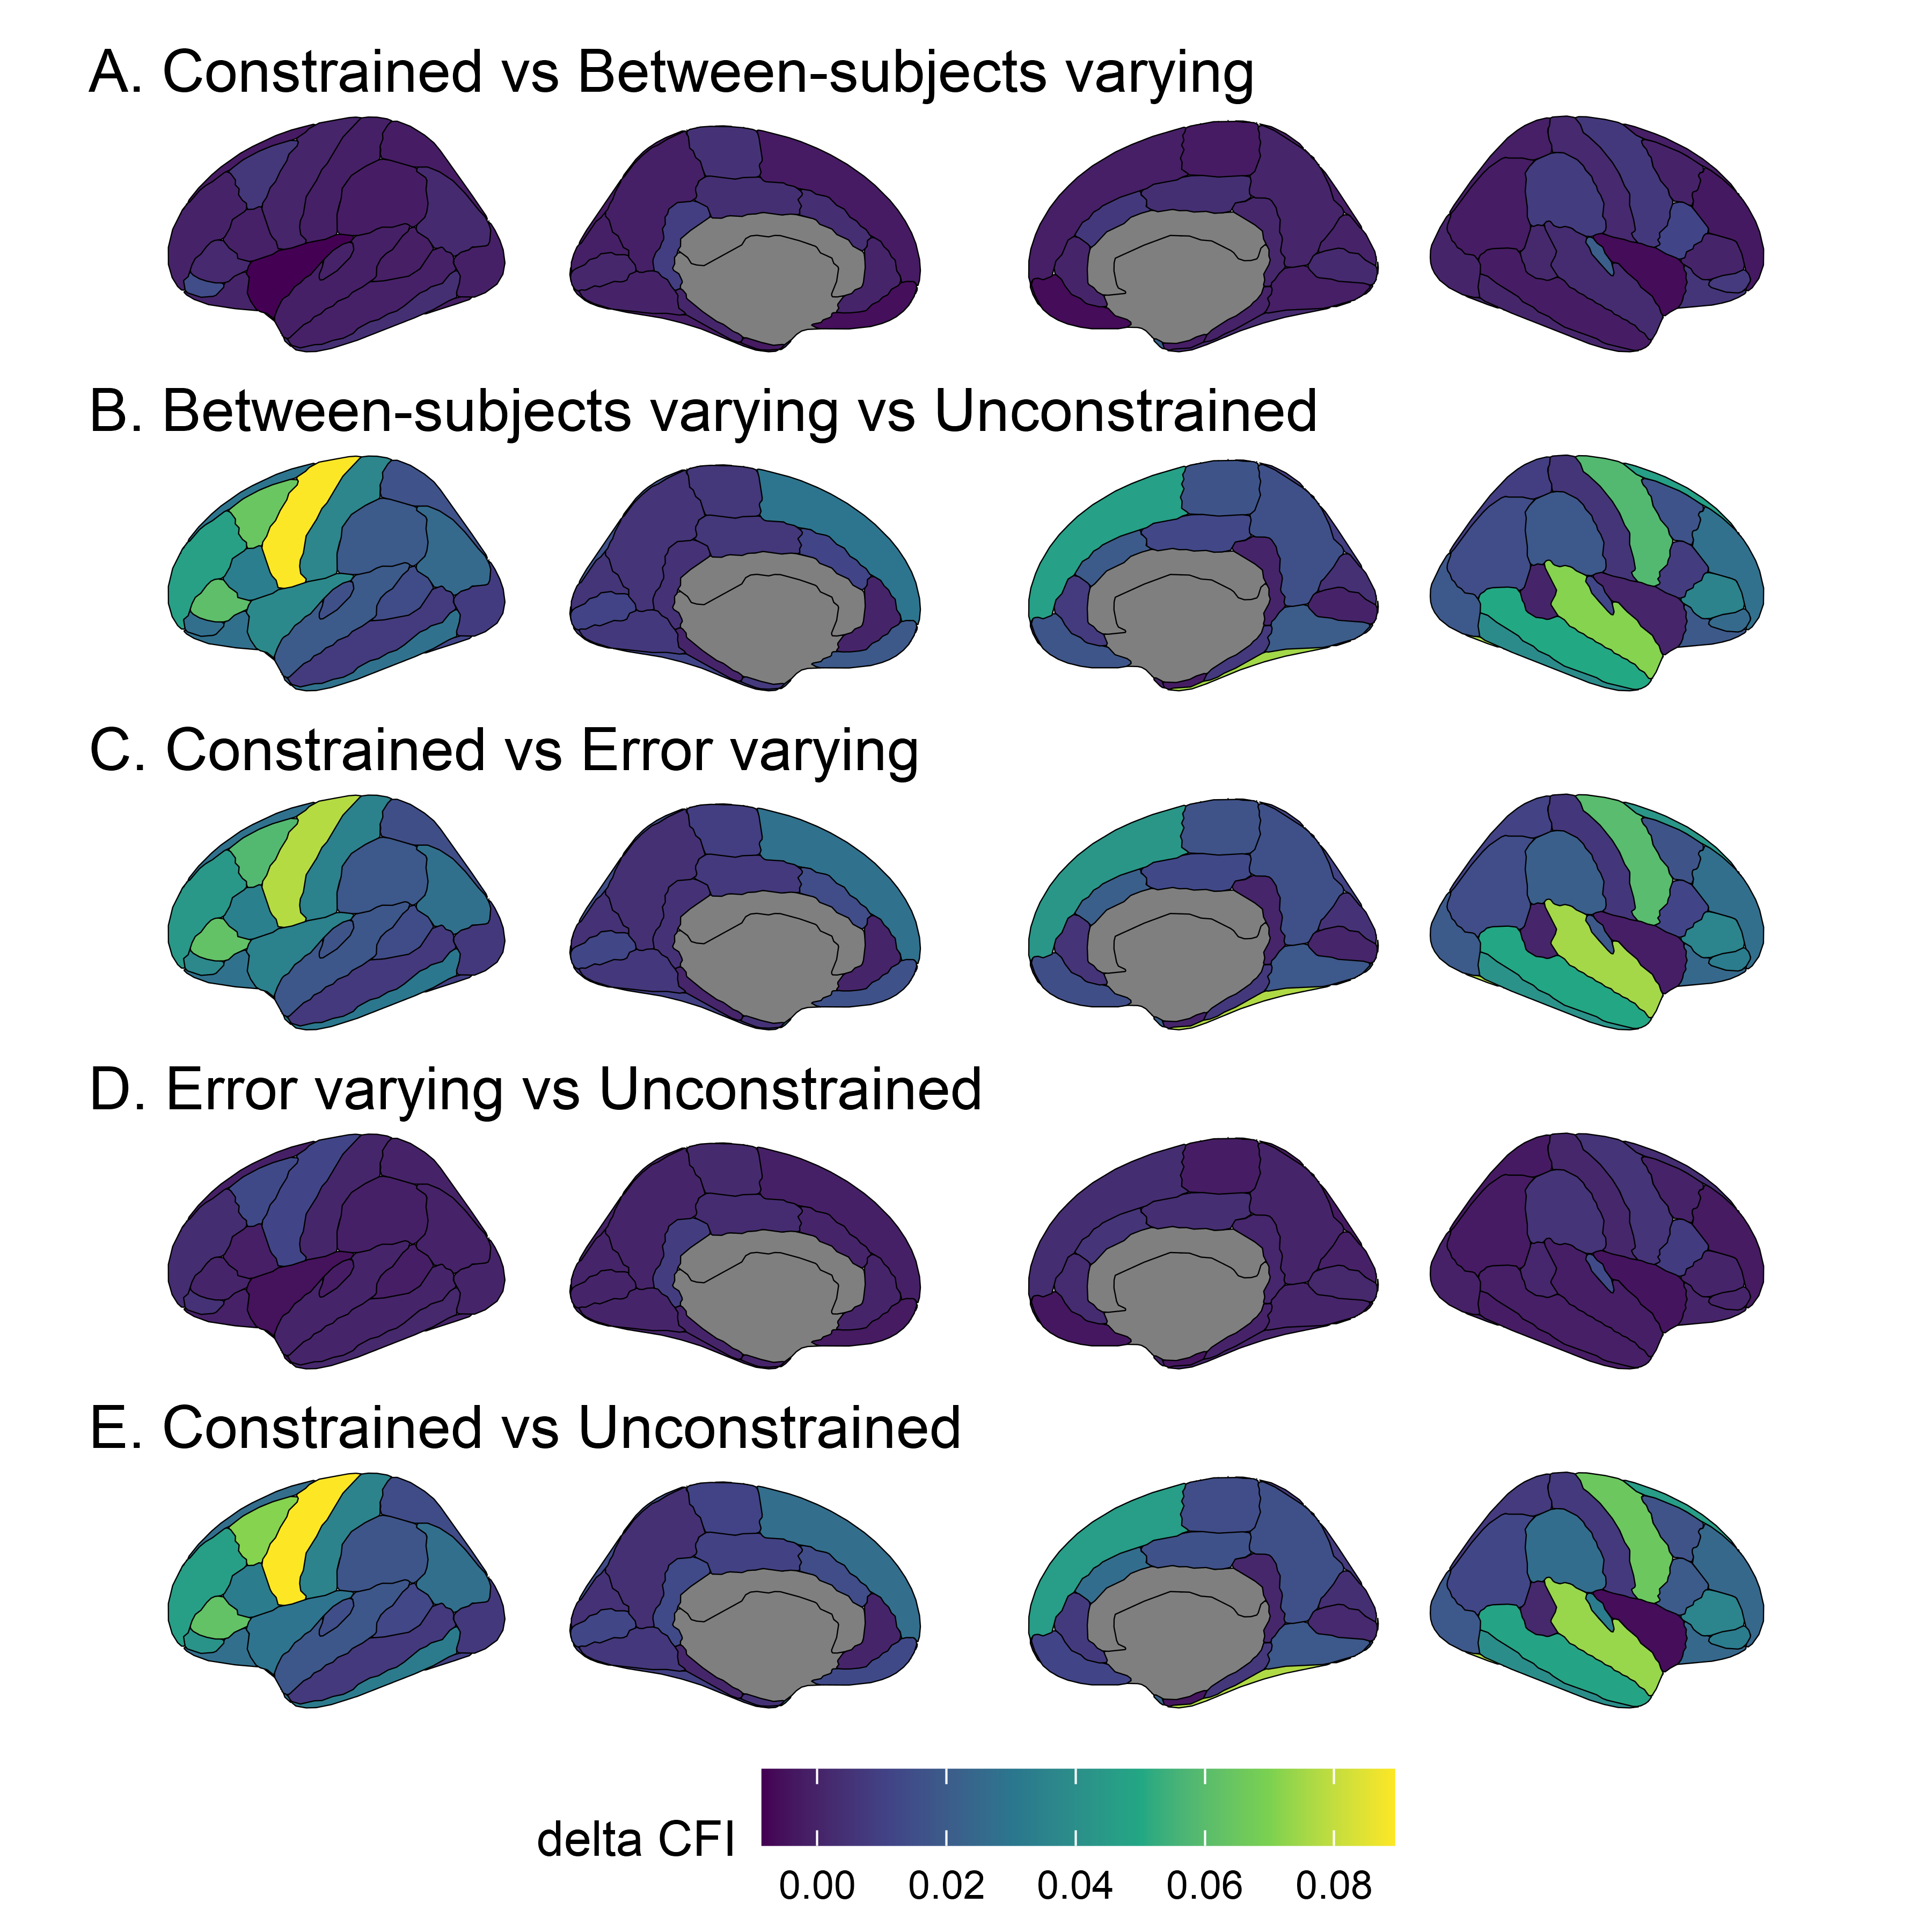 A. Constrained vs Between-subjects varying
B. Between-subjects varying vs Unconstrained
C. Constrained vs Error varying
D. Error varying vs Unconstrained
E. Constrained vs Unconstrained
delta CFI
0.00 0.02 0.04 0.06 0.08